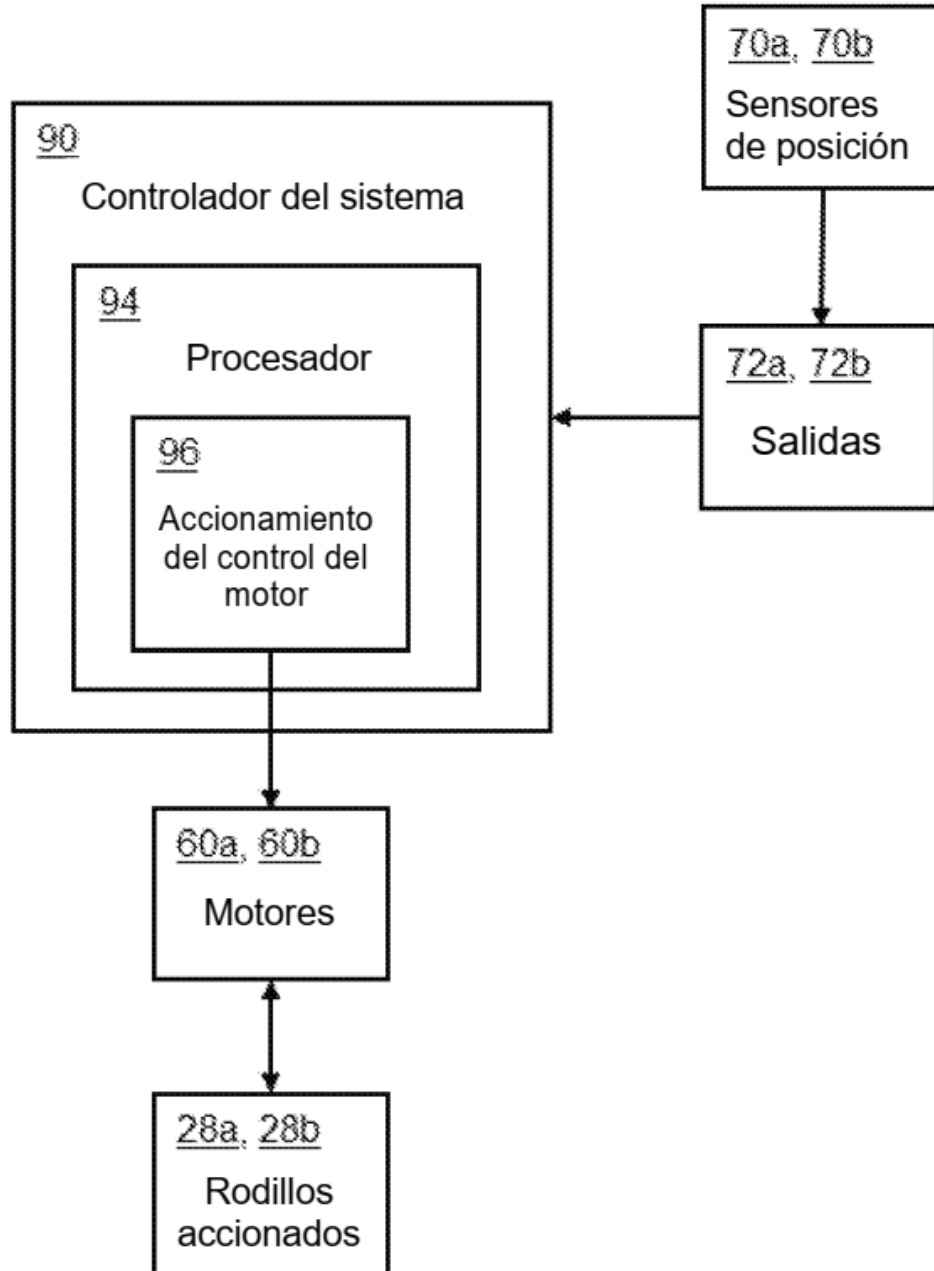 70a, 70b
Sensores
de posición
90
Controlador del sistema
94
Procesador
72a, 72b
Salidas
96
Accionamiento
del control del
motor
60a, 60b
Motores
28a, 28b
Rodillos
accionados